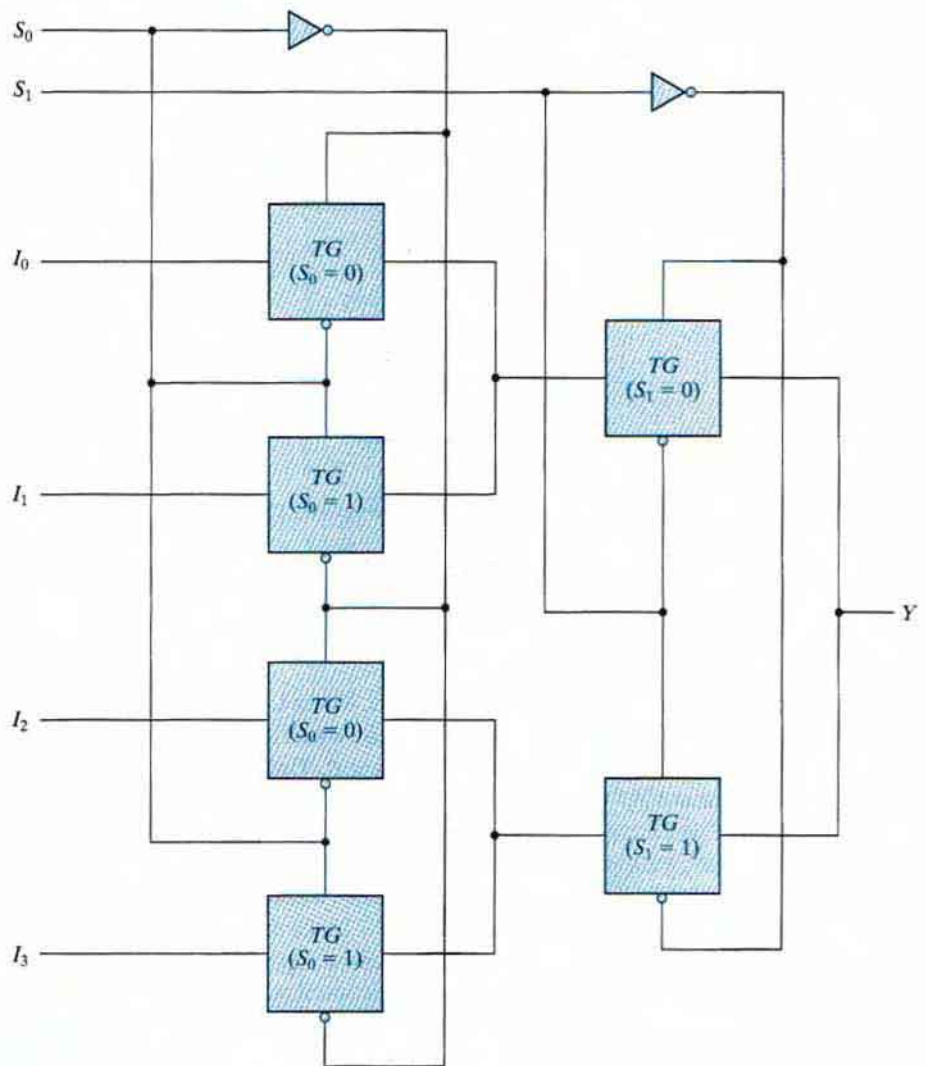 S₀
S₁
TG
(S₀ = 0)
I₀
TG
(S₁ = 0)
TG
(S₀ = 1)
I₁
Y
TG
(S₀ = 0)
I₂
TG
(S₁ = 1)
TG
(S₀ = 1)
I₃